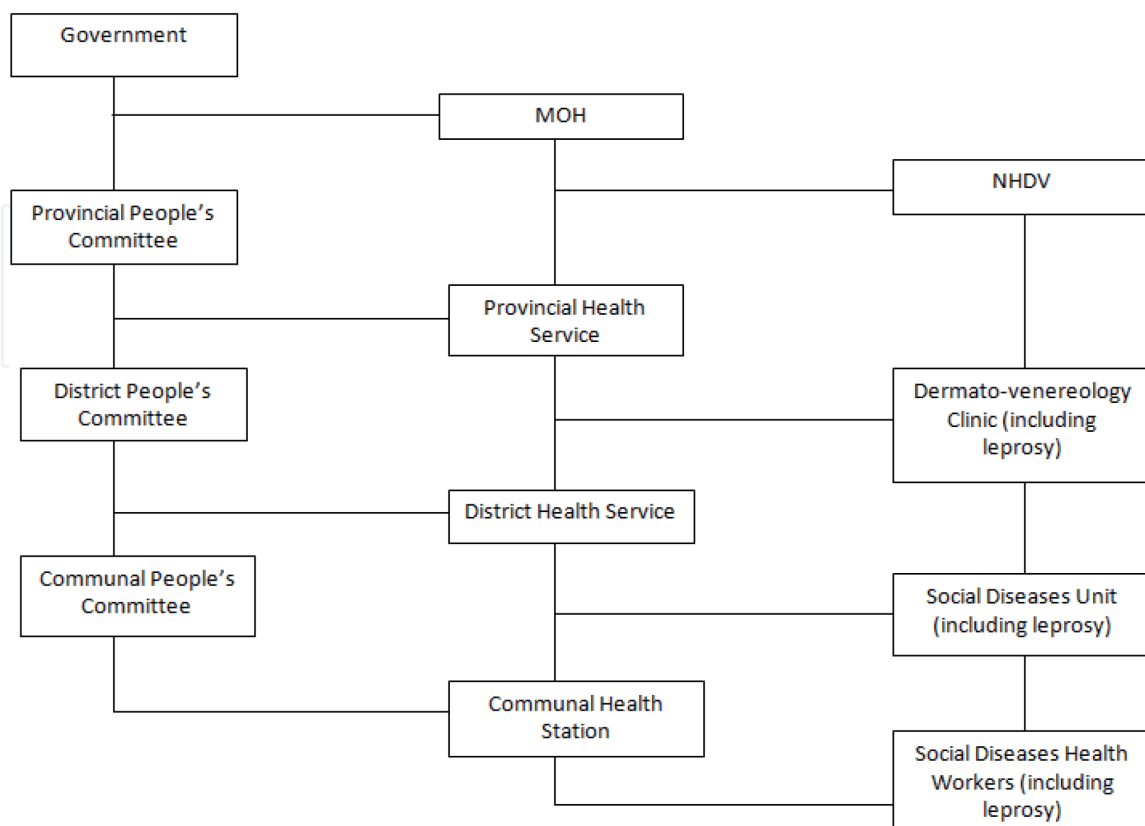 Government
MOH
NHDV
Provincial People's
Committee
Provincial Health
Service
District People's
Committee
Dermato-venereology
Clinic (including
leprosy)
District Health Service
Communal People's
Committee
Social Diseases Unit
(including leprosy)
Communal Health
Station
Social Diseases Health
Workers (including
leprosy)